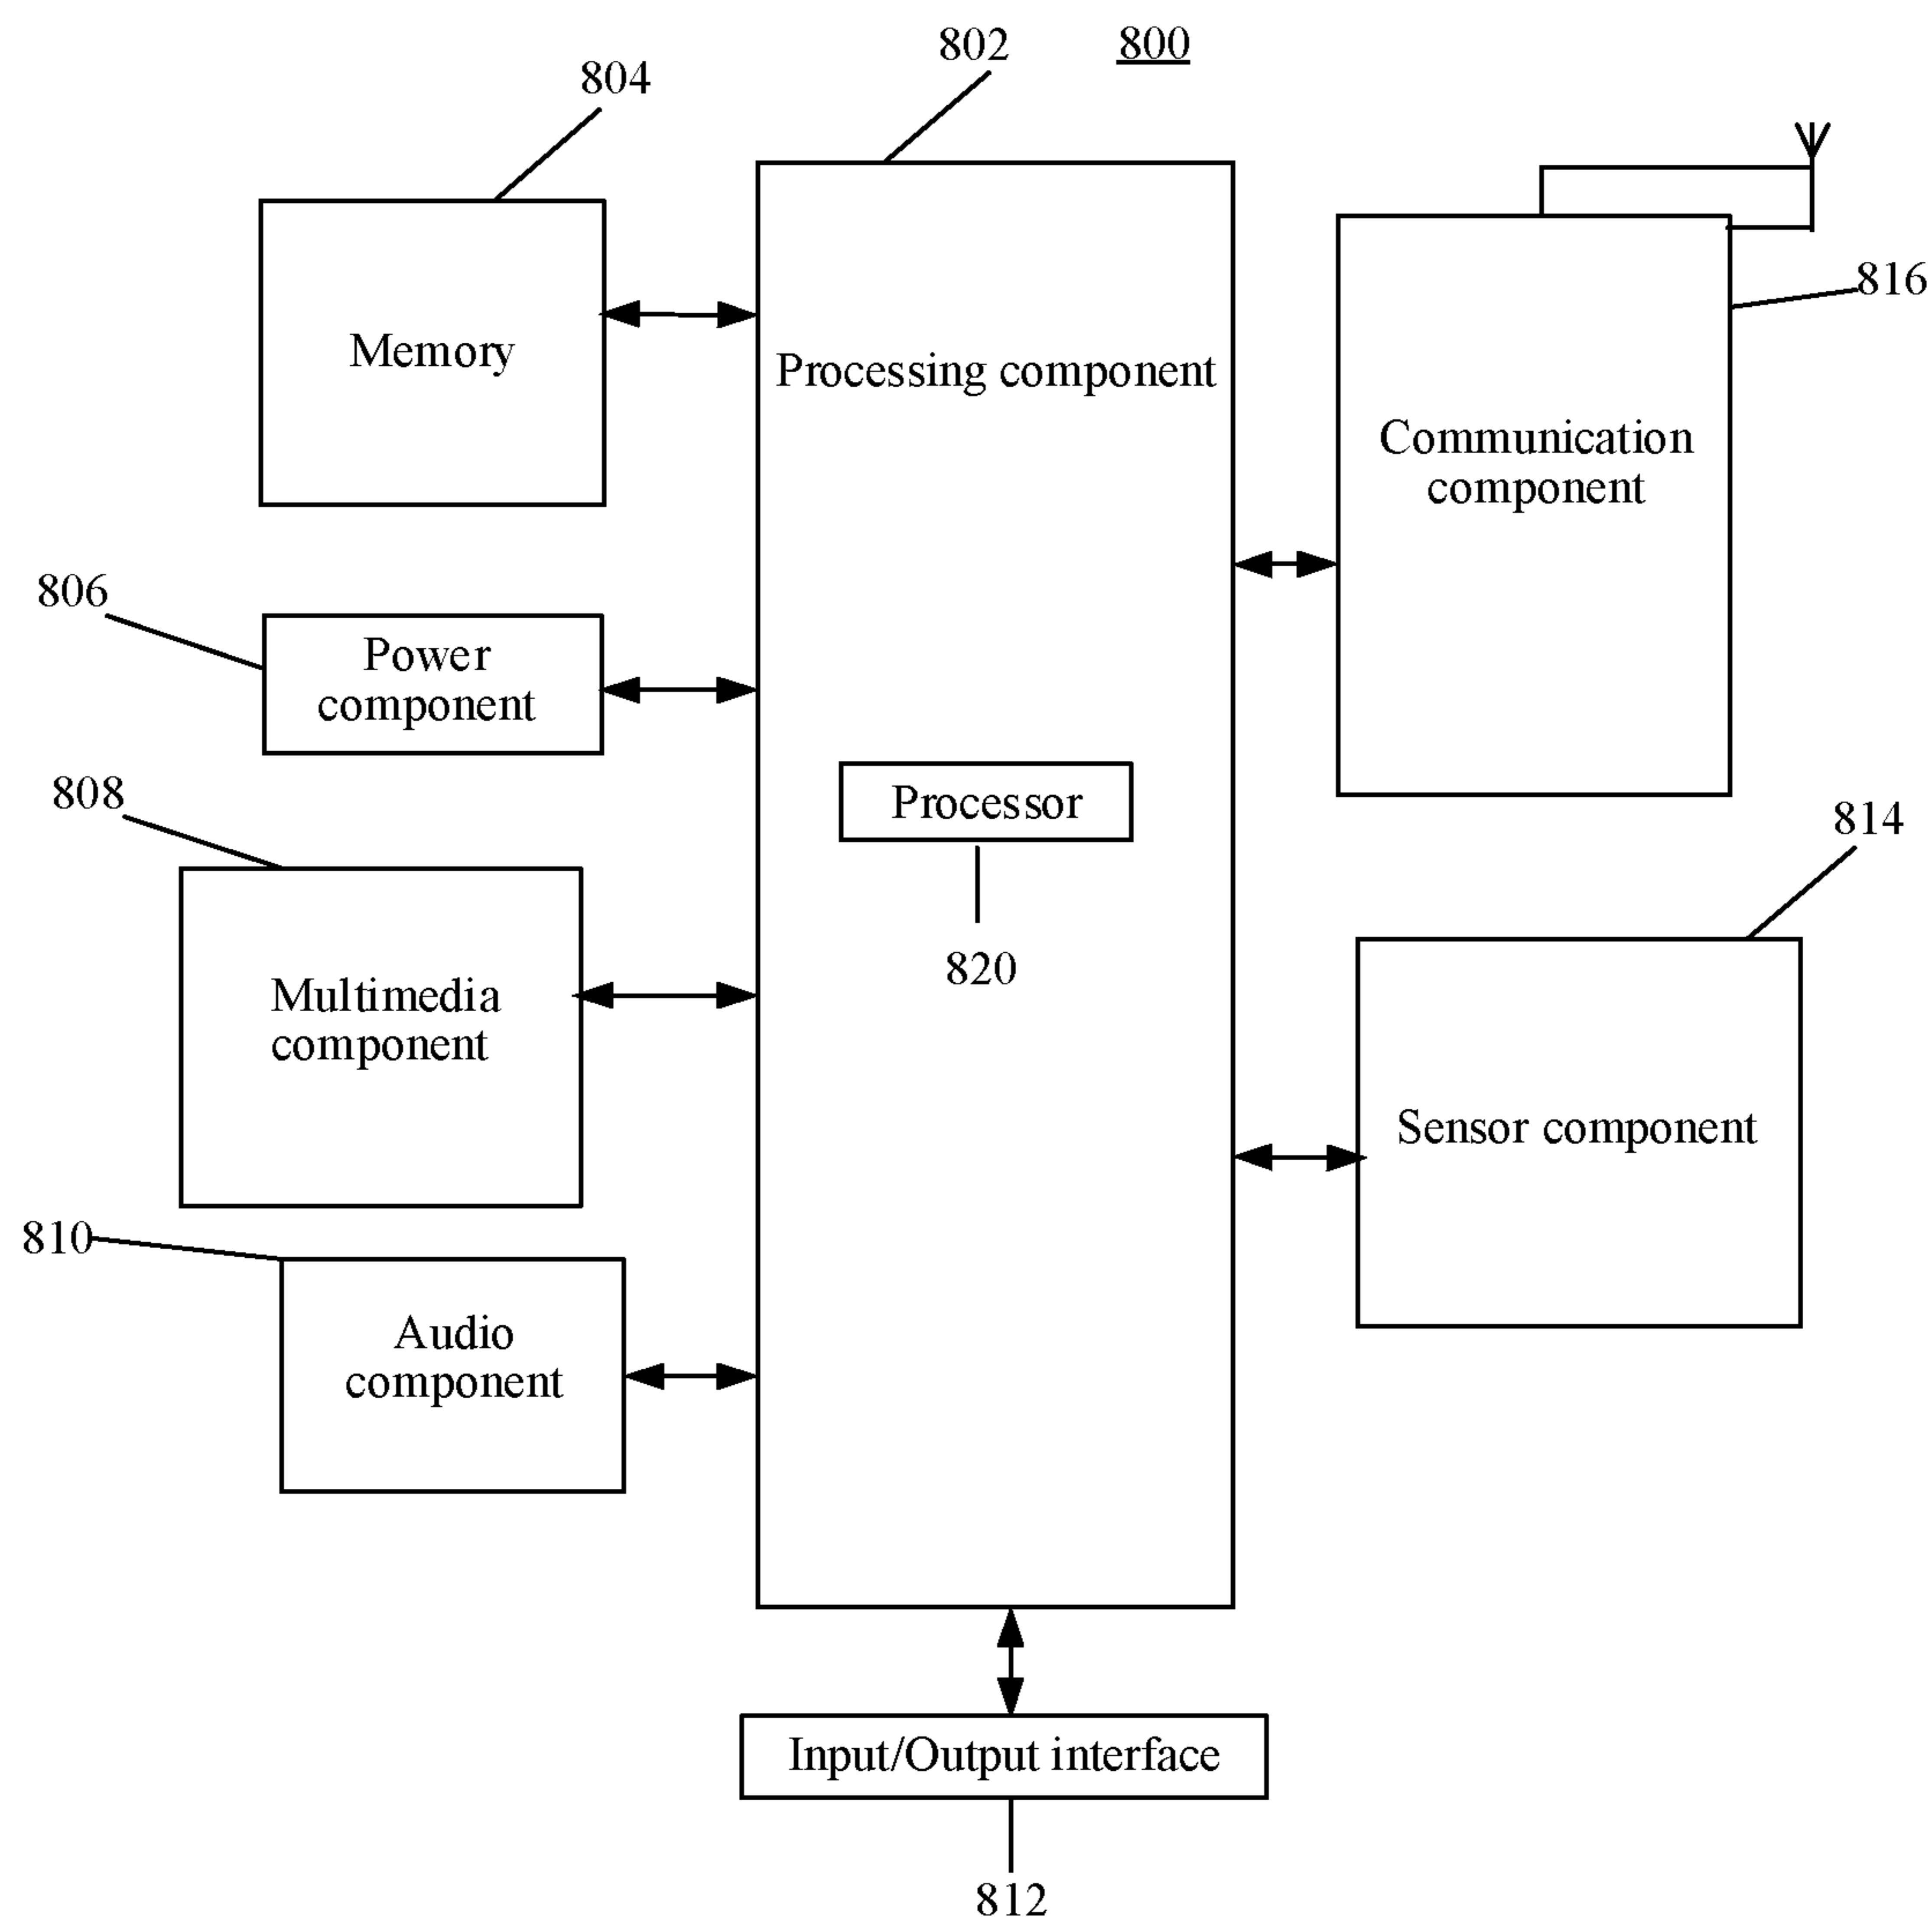 802
800
804
816
Memory
Processing component
Communication
component
806
Power
component
808
Processor
814
820
Multimedia
component
Sensor component
810
Audio
component
Input/Output interface
812